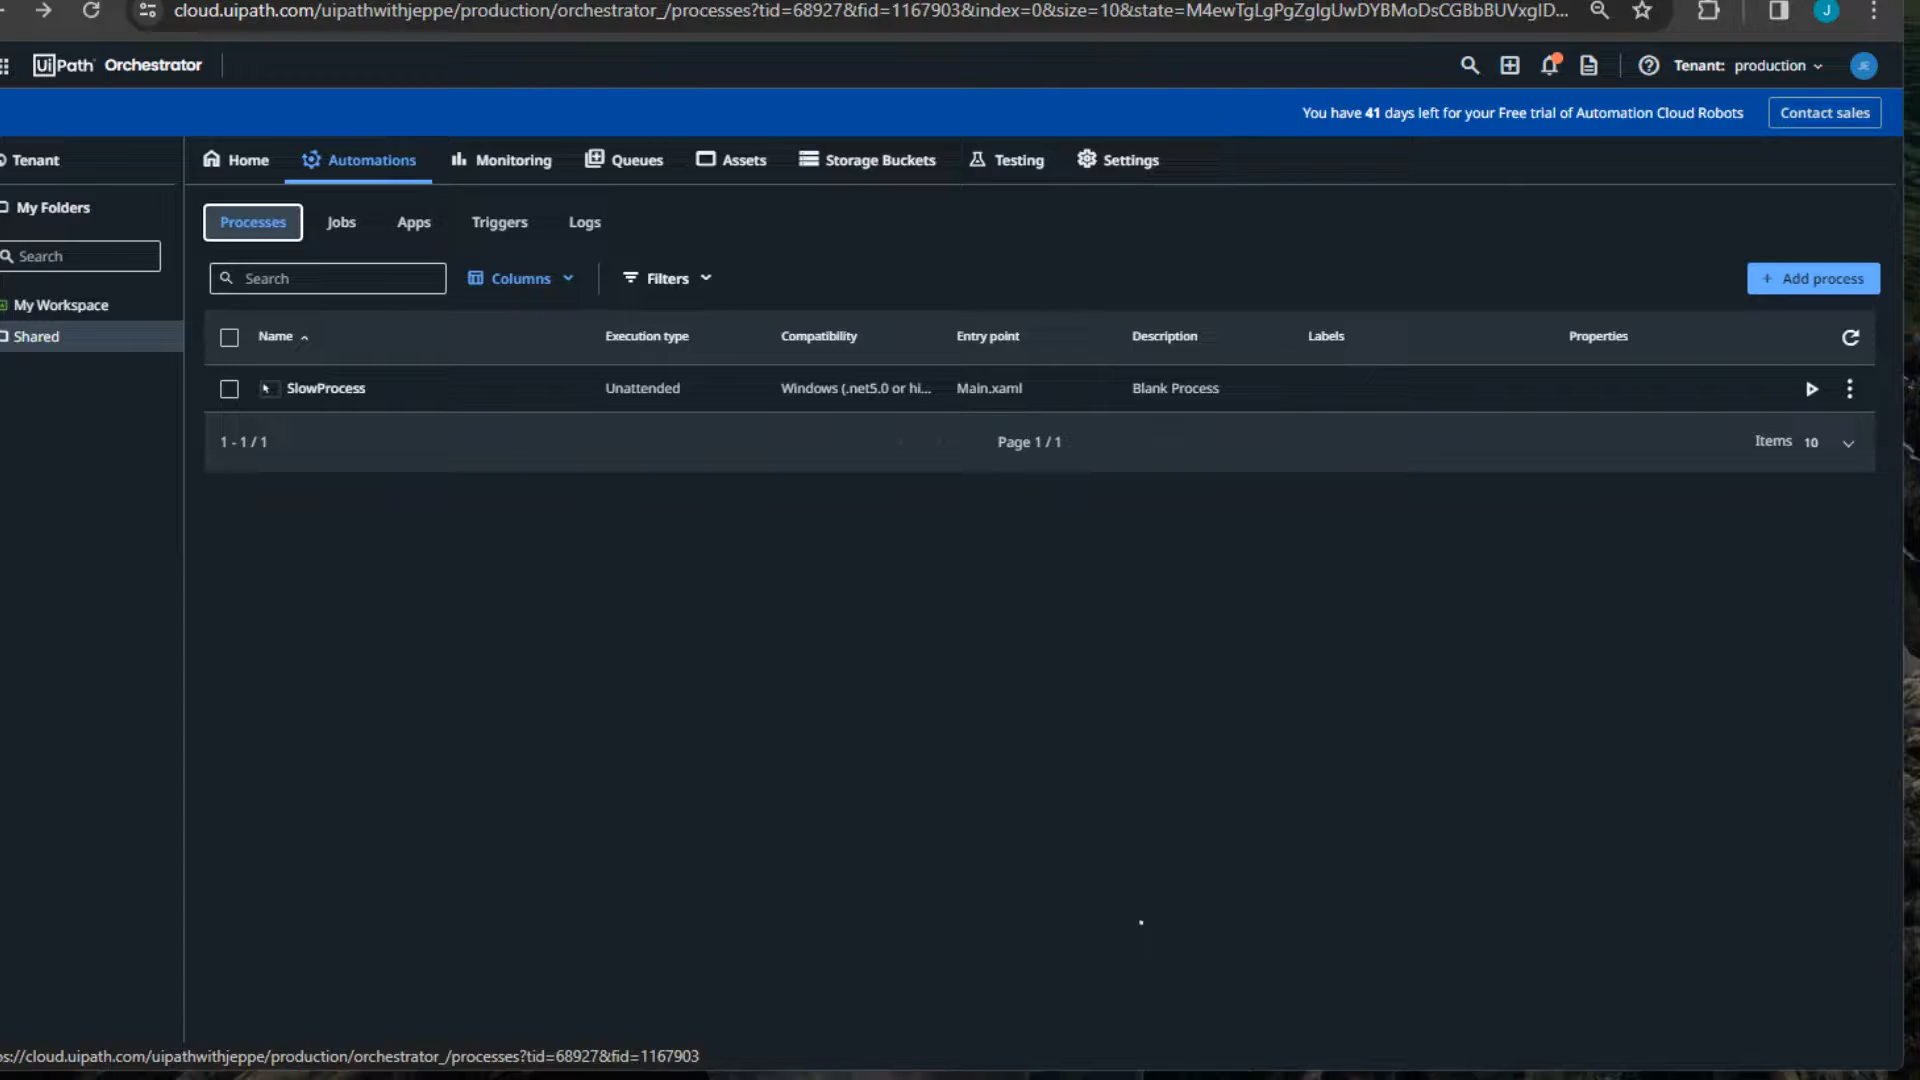 cloud.uipath.com/uipathwithjeppe/production/orchestrator_/processes?tid=68927&fid=1167903&index=0&size=10&state=M4ewTgLgPgZgIgUwDYBMoDsCGBbBUVxgID...
J
UiPath Orchestrator
Tenant: production
JE
You have 41 days left for your Free trial of Automation Cloud Robots
Contact sales
Tenant
Home
Automations
Monitoring
Queues
Assets
Storage Buckets
Testing
Settings
My Folders
Processes
Jobs
Apps
Triggers
Logs
Search
Search
Columns
Filters
+ Add process
My Workspace
Shared
Name
Execution type
Compatibility
Entry point
Description
Labels
Properties
SlowProcess
Unattended
Windows (.net5.0 or hi...
Main.xaml
Blank Process
1 - 1 / 1
Page 1 / 1
Items 10
ps://cloud.uipath.com/uipathwithjeppe/production/orchestrator_/processes?tid=68927&fid=1167903